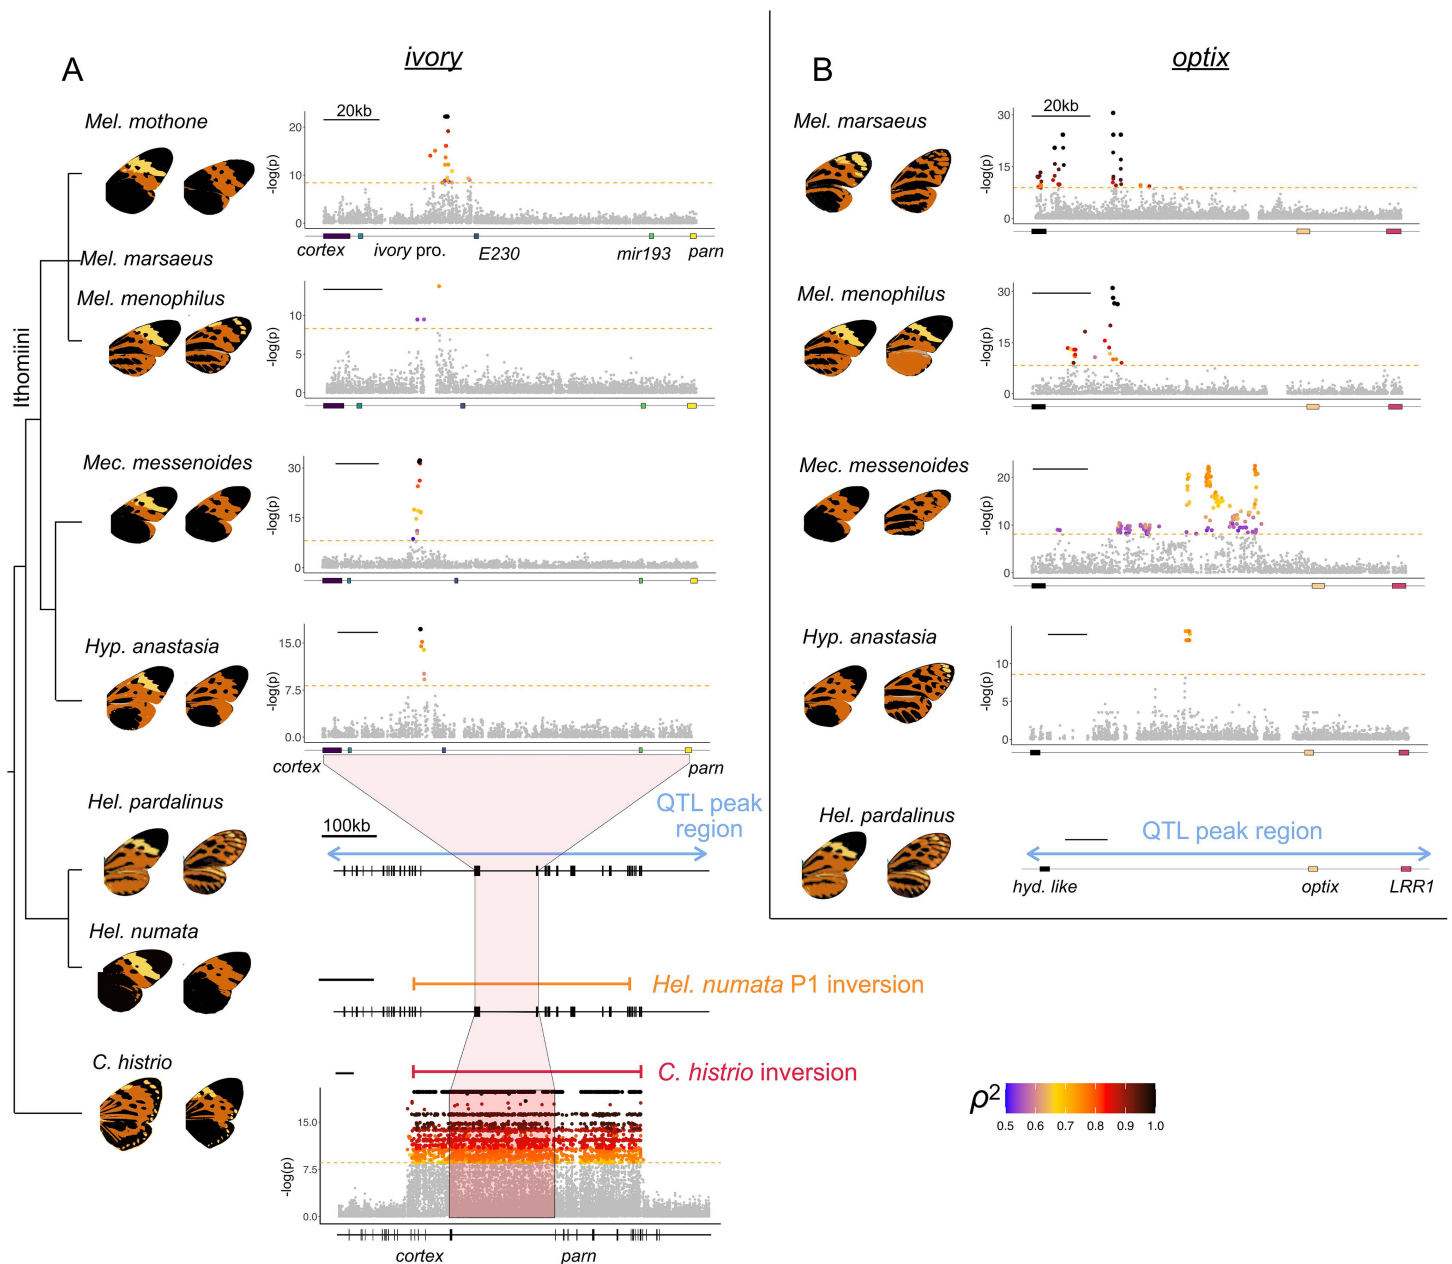 A
ivory
Mel. mothone
20kb
20
10
0
-log(p)
cortex
ivory pro.
E230
mir193
parn
Mel. marsaeus
Mel. menophilus
10
5
0
-log(p)
Ithomiini
Mec. messenoides
30
15
0
-log(p)
Hyp. anastasia
15.0
7.5
0.0
-log(p)
cortex
parn
Hel. pardalinus
100kb
QTL peak
region
Hel. numata
Hel. numata P1 inversion
C. histrio
C. histrio inversion
15.0
7.5
0.0
-log(p)
cortex
parn
B
optix
Mel. marsaeus
20kb
30
15
0
-log(p)
Mel. menophilus
30
15
0
-log(p)
Mec. messenoides
20
10
0
-log(p)
Hyp. anastasia
10
5
0
-log(p)
Hel. pardalinus
QTL peak region
hyd. like
optix
LRR1
ρ2
0.5 0.6 0.7 0.8 0.9 1.0